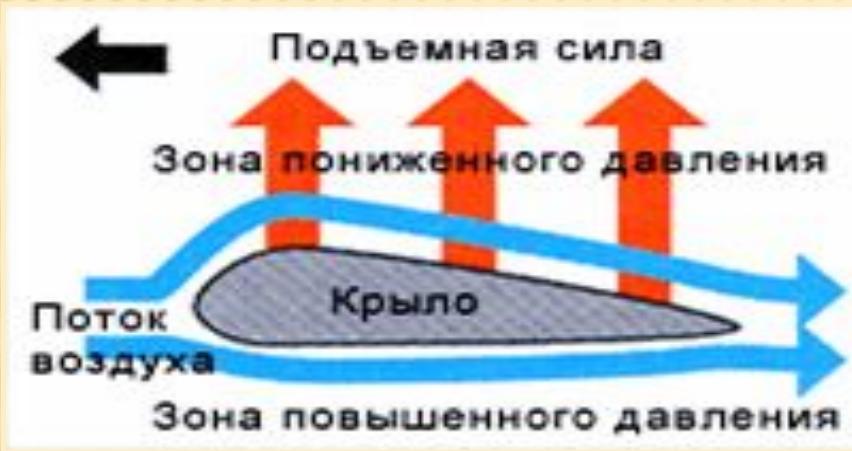 Подъемная сила
Зона пониженного давления
Крыло
Поток
воздуха
Зона повышенного давления